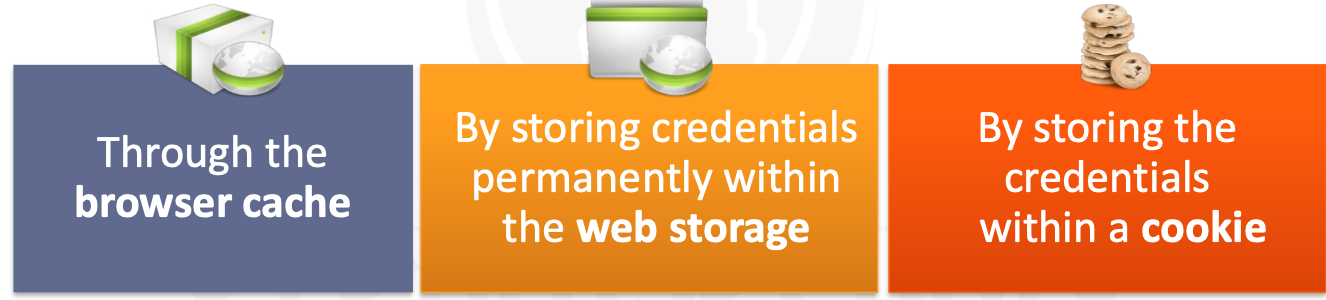 Through the
browser cache
By storing credentials
permanently within
the web storage
By storing the
credentials
within a cookie